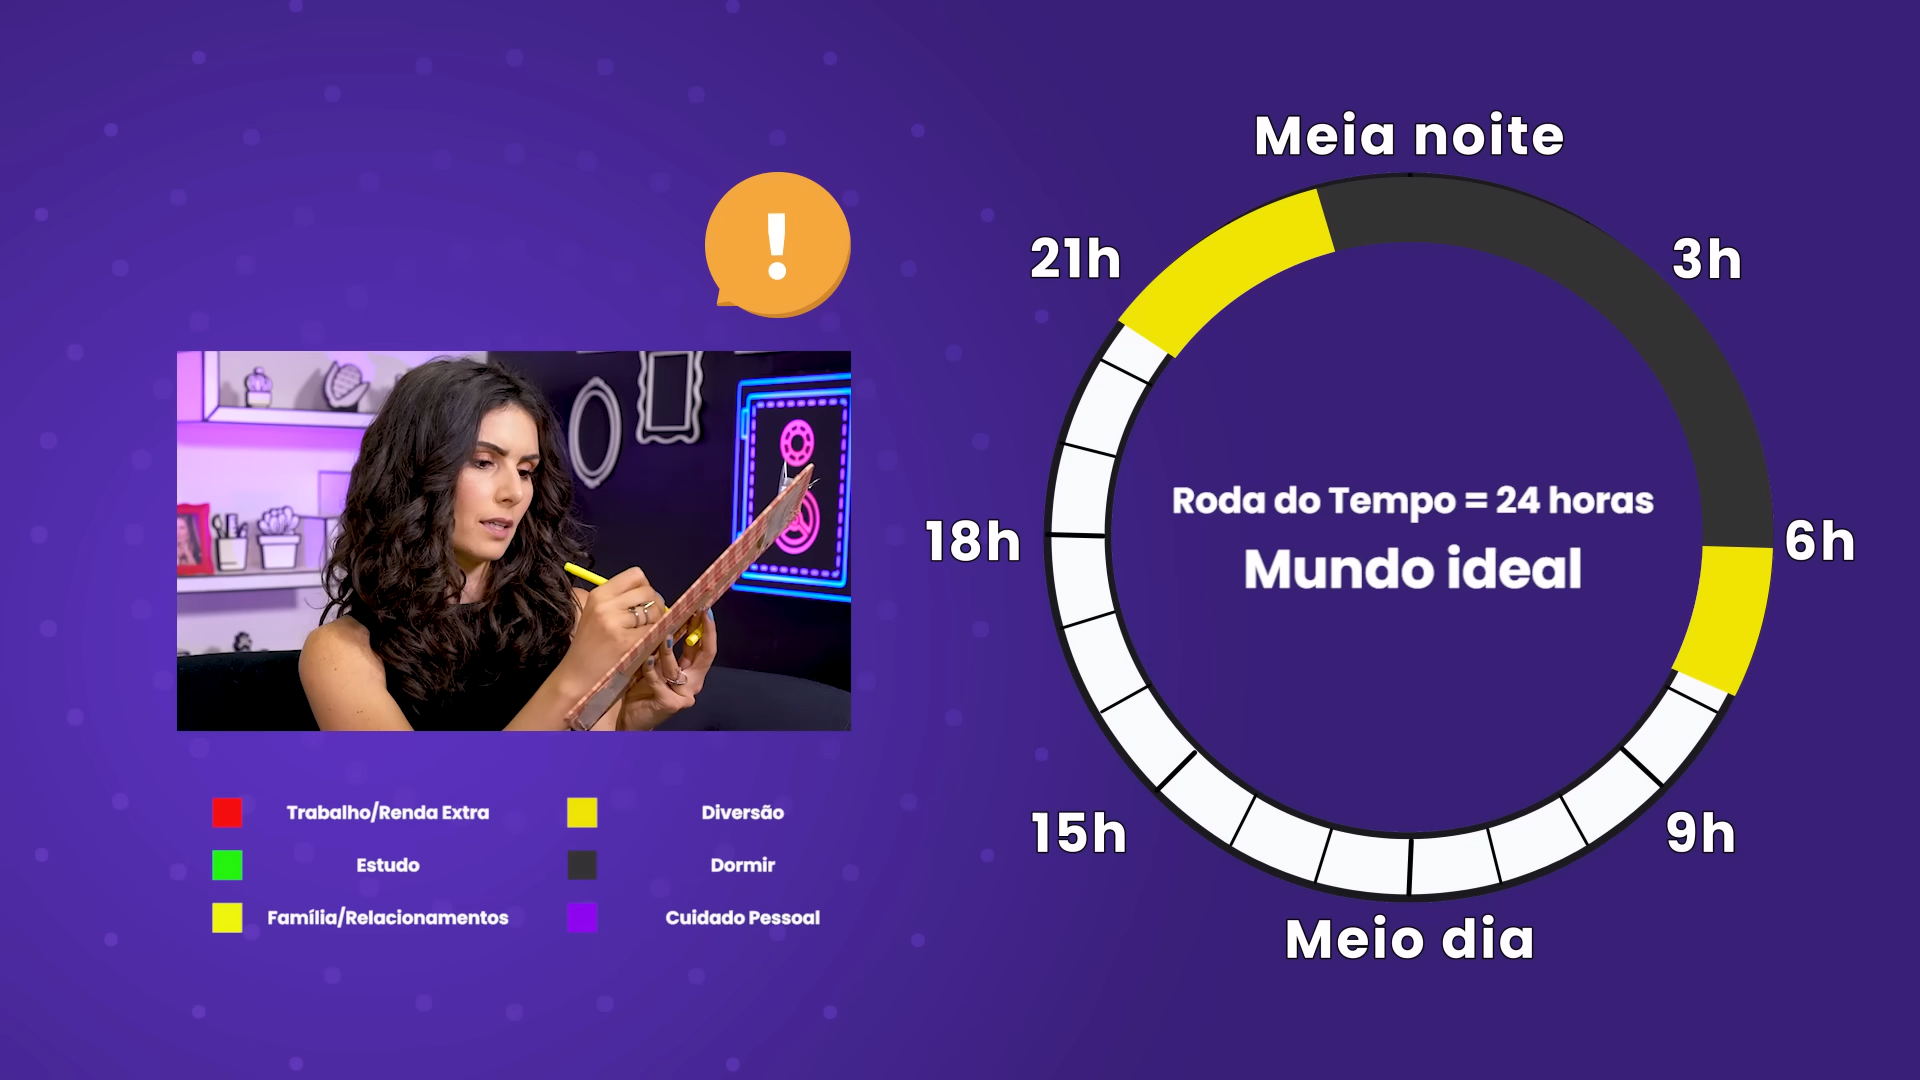 !
Trabalho/Renda Extra
Diversão
Estudo
Dormir
Família/Relacionamentos
Cuidado Pessoal
Meia noite
21h
3h
Roda do Tempo = 24 horas
Mundo ideal
18h
6h
15h
9h
Meio dia